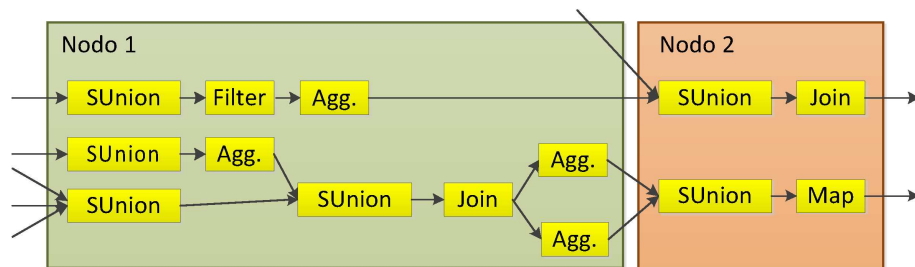 Nodo 1
Nodo 2
SUnion Filter Agg. SUnion Join
SUnion Agg. Agg.
SUnion SUnion Join SUnion Map
Agg.